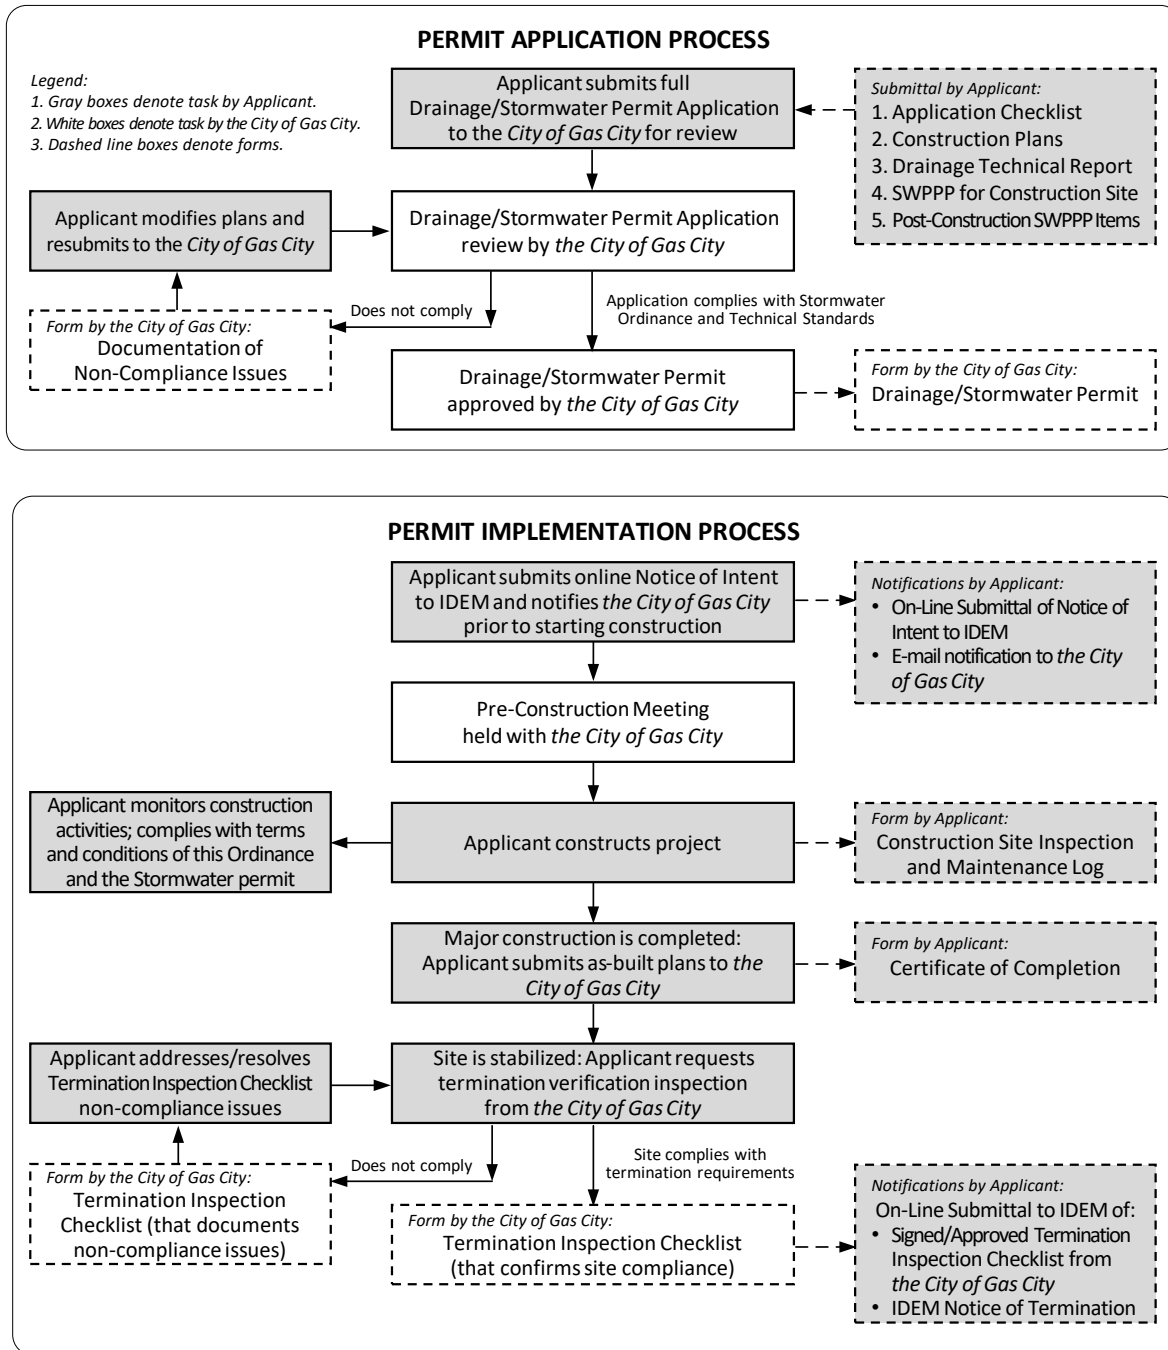 PERMIT APPLICATION PROCESS
Legend:
1. Gray boxes denote task by Applicant.
2. White boxes denote task by the City of Gas City.
3. Dashed line boxes denote forms.
Applicant submits full
Drainage/Stormwater Permit Application
to the City of Gas City for review
Submittal by Applicant:
1. Application Checklist
2. Construction Plans
3. Drainage Technical Report
4. SWPPP for Construction Site
5. Post-Construction SWPPP Items
Applicant modifies plans and
resubmits to the City of Gas City
Drainage/Stormwater Permit Application
review by the City of Gas City
Does not comply
Application complies with Stormwater
Ordinance and Technical Standards
Form by the City of Gas City:
Documentation of
Non-Compliance Issues
Drainage/Stormwater Permit
approved by the City of Gas City
Form by the City of Gas City:
Drainage/Stormwater Permit
PERMIT IMPLEMENTATION PROCESS
Applicant submits online Notice of Intent
to IDEM and notifies the City of Gas City
prior to starting construction
Notifications by Applicant:
• On-Line Submittal of Notice of
Intent to IDEM
• E-mail notification to the City
of Gas City
Pre-Construction Meeting
held with the City of Gas City
Applicant monitors construction
activities; complies with terms
and conditions of this Ordinance
and the Stormwater permit
Applicant constructs project
Form by Applicant:
Construction Site Inspection
and Maintenance Log
Major construction is completed:
Applicant submits as-built plans to the
City of Gas City
Form by Applicant:
Certificate of Completion
Applicant addresses/resolves
Termination Inspection Checklist
non-compliance issues
Site is stabilized: Applicant requests
termination verification inspection
from the City of Gas City
Does not comply
Site complies with
termination requirements
Form by the City of Gas City:
Termination Inspection
Checklist (that documents
non-compliance issues)
Form by the City of Gas City:
Termination Inspection Checklist
(that confirms site compliance)
Notifications by Applicant:
On-Line Submittal to IDEM of:
• Signed/Approved Termination
Inspection Checklist from
the City of Gas City
• IDEM Notice of Termination